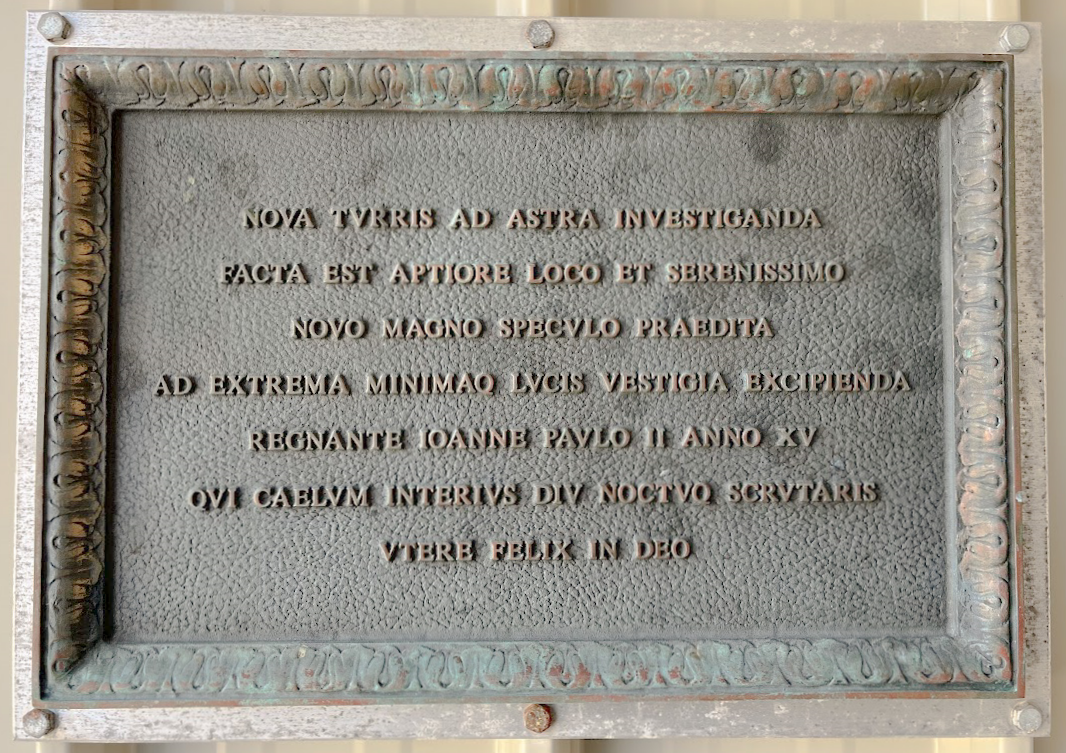 NOVA TVRRIS AD ASTRA INVESTIGANDA
FACTA EST APTIORE LOCO ET SERENISSIMO
NOVO MAGNO SPECVLO PRAEDITA
AD EXTREMA MINIMAQ LVCIS VESTIGIA EXCIPIENDA
REGNANTE IOANNE PAVLO II ANNO XV
QVI CAELVM INTERIVS DIV NOCTVQ SCRVTARIS
VTERE FELIX IN DEO